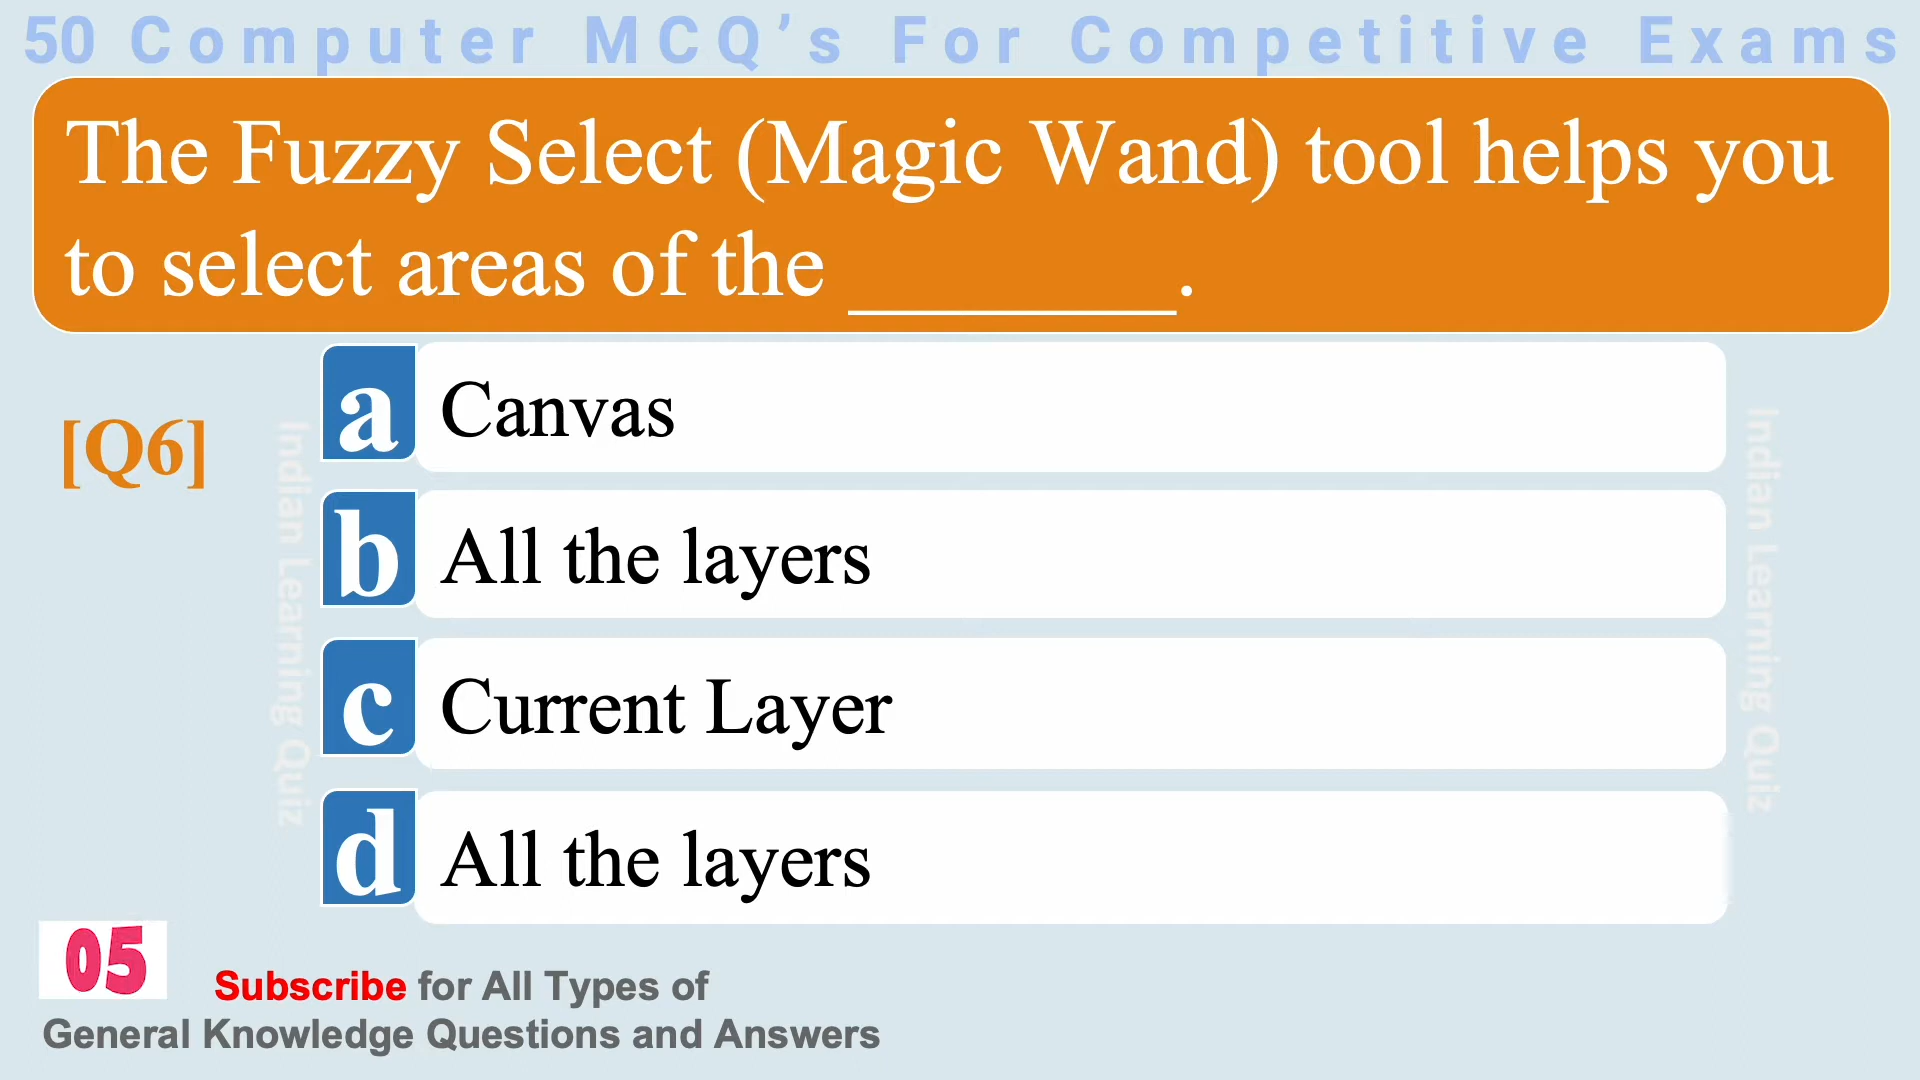 50 Computer MCQ’s For Competitive Exams
The Fuzzy Select (Magic Wand) tool helps you
to select areas of the ________.
[Q6]
a Canvas
b All the layers
c Current Layer
d All the layers
Indian Learning Quiz
Indian Learning Quiz
05
Subscribe for All Types of
General Knowledge Questions and Answers